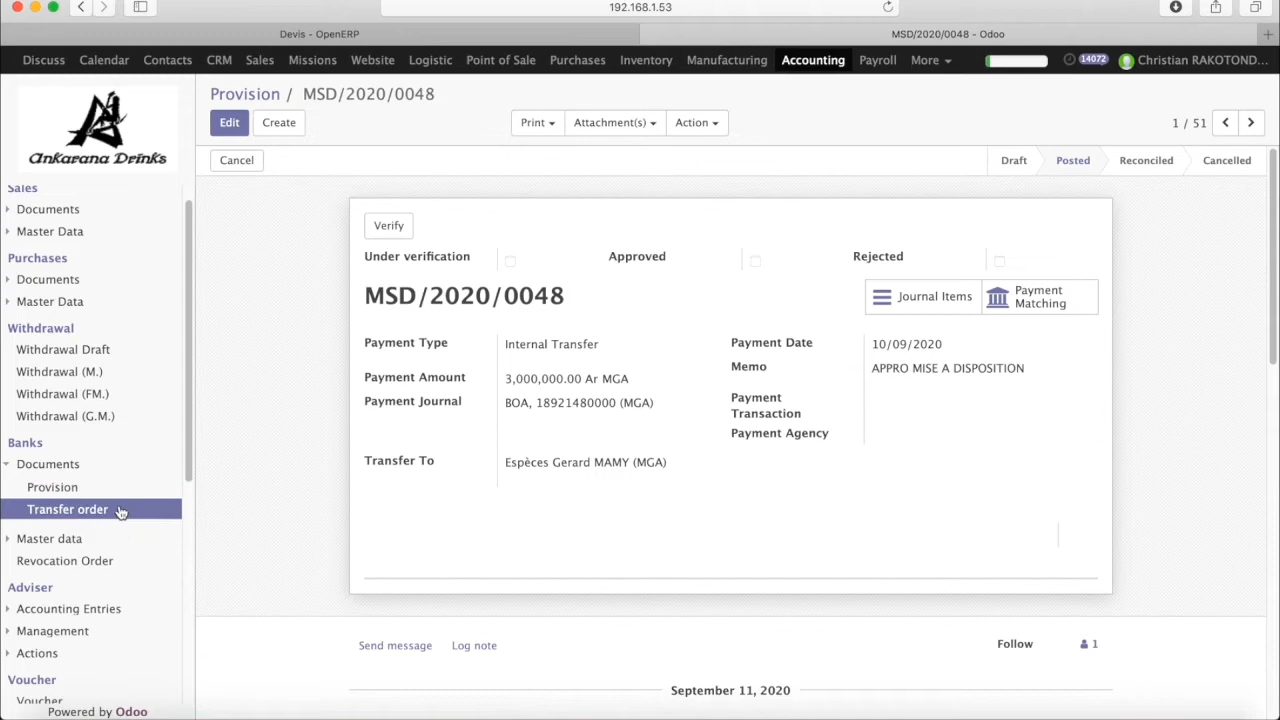 192.168.1.53
Devis - OpenERP
MSD/2020/0048 - Odoo
Discuss Calendar Contacts CRM Sales Missions Website Logistic Point of Sale Purchases Inventory Manufacturing Accounting Payroll More 14072 Christian RAKOTOND...
Ankarana Drinks
Provision / MSD/2020/0048
Edit Create Print Attachment(s) Action 1 / 51
Cancel Draft Posted Reconciled Cancelled
Sales
Documents
Master Data
Purchases
Documents
Master Data
Withdrawal
Withdrawal Draft
Withdrawal (M.)
Withdrawal (FM.)
Withdrawal (G.M.)
Banks
Documents
Provision
Transfer order
Master data
Revocation Order
Adviser
Accounting Entries
Management
Actions
Voucher
Voucher
Powered by Odoo
Verify
Under verification Approved Rejected
MSD/2020/0048
Journal Items
Payment
Matching
Payment Type Internal Transfer
Payment Amount 3,000,000.00 Ar MGA
Payment Journal BOA, 18921480000 (MGA)
Transfer To Espèces Gerard MAMY (MGA)
Payment Date 10/09/2020
Memo APPRO MISE A DISPOSITION
Payment
Transaction
Payment Agency
Send message Log note Follow 1
September 11, 2020